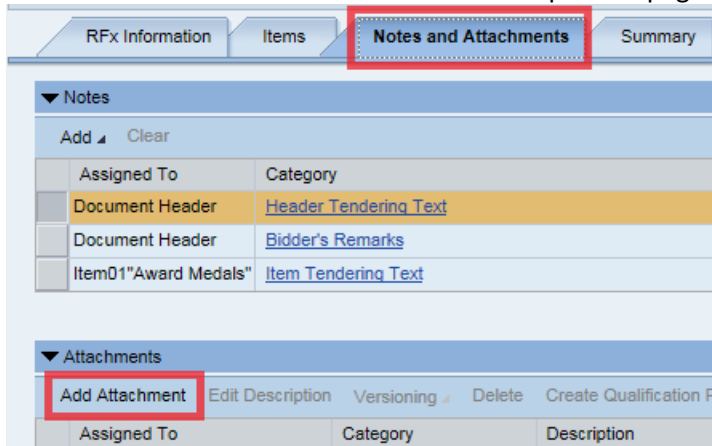 RFx Information Items Notes and Attachments Summary
Notes
Add Clear
Assigned To Category
Document Header Header Tendering Text
Document Header Bidder's Remarks
Item01"Award Medals" Item Tendering Text
Attachments
Add Attachment Edit Description Versioning Delete Create Qualification
Assigned To Category Description